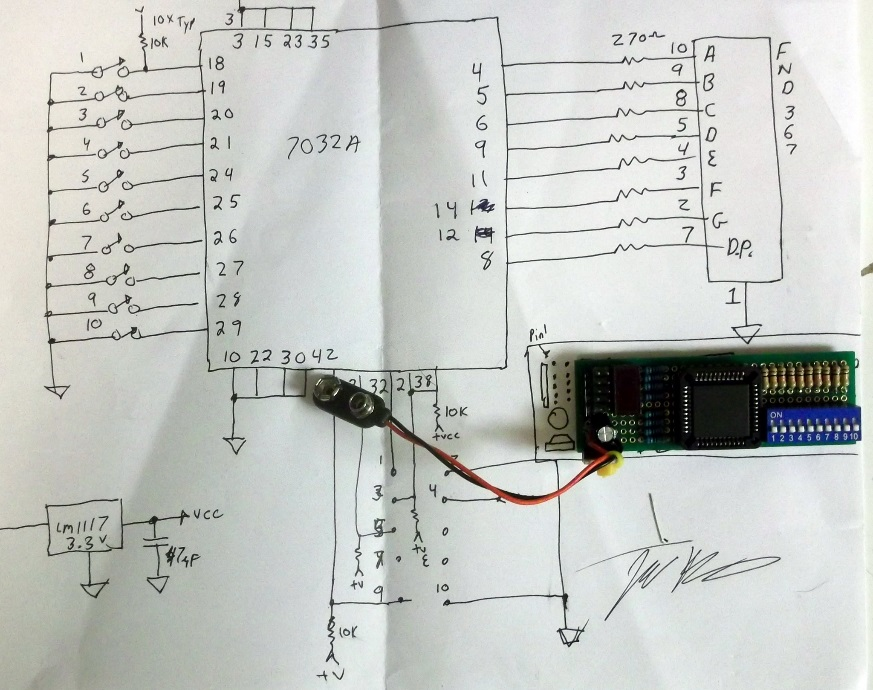 10x Typ
10K
3
3 15 23 35
1 18
2 19
3 20
4 21
5 24
6 25
7 26
8 27
9 28
10 29
7032A
4
5
6
9
11
14
12
8
270Ω
10 A
9 B
8 C
5 D
4 E
3 F
2 G
7 D.P.
1
F
N
D
3
6
7
10 22 30 42
32 2 38
10K
+VCC
1
3
4
9
10
+V
+V
10K
+V
LM1117
3.3V
VCC
Pin 1
ON
1 2 3 4 5 6 7 8 9 10